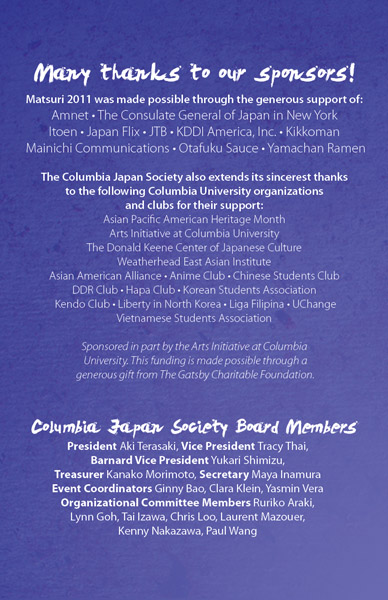 Many thanks to our sponsors!
Matsuri 2011 was made possible through the generous support of:
Amnet • The Consulate General of Japan in New York
Itoen • Japan Flix • JTB • KDDI America, Inc. • Kikkoman
Mainichi Communications • Otafuku Sauce • Yamachan Ramen
The Columbia Japan Society also extends its sincerest thanks
to the following Columbia University organizations
and clubs for their support:
Asian Pacific American Heritage Month
Arts Initiative at Columbia University
The Donald Keene Center of Japanese Culture
Weatherhead East Asian Institute
Asian American Alliance • Anime Club • Chinese Students Club
DDR Club • Hapa Club • Korean Students Association
Kendo Club • Liberty in North Korea • Liga Filipina • UChange
Vietnamese Students Association
Sponsored in part by the Arts Initiative at Columbia
University. This funding is made possible through a
generous gift from The Gatsby Charitable Foundation.
Columbia Japan Society Board Members
President Aki Terasaki, Vice President Tracy Thai,
Barnard Vice President Yukari Shimizu,
Treasurer Kanako Morimoto, Secretary Maya Inamura
Event Coordinators Ginny Bao, Clara Klein, Yasmin Vera
Organizational Committee Members Ruriko Araki,
Lynn Goh, Tai Izawa, Chris Loo, Laurent Mazouer,
Kenny Nakazawa, Paul Wang